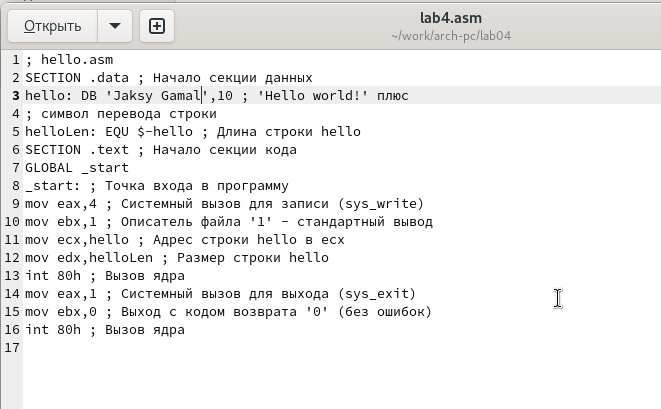 Открыть
lab4.asm
~/work/arch-pc/lab04
1 ; hello.asm
2 SECTION .data ; Начало секции данных
3 hello: DB 'Jaksy Gamal',10 ; 'Hello world!' плюс
4 ; символ перевода строки
5 helloLen: EQU $-hello ; Длина строки hello
6 SECTION .text ; Начало секции кода
7 GLOBAL _start
8 _start: ; Точка входа в программу
9 mov eax,4 ; Системный вызов для записи (sys_write)
10 mov ebx,1 ; Описатель файла '1' - стандартный вывод
11 mov ecx,hello ; Адрес строки hello в ecx
12 mov edx,helloLen ; Размер строки hello
13 int 80h ; Вызов ядра
14 mov eax,1 ; Системный вызов для выхода (sys_exit)
15 mov ebx,0 ; Выход с кодом возврата '0' (без ошибок)
16 int 80h ; Вызов ядра
17